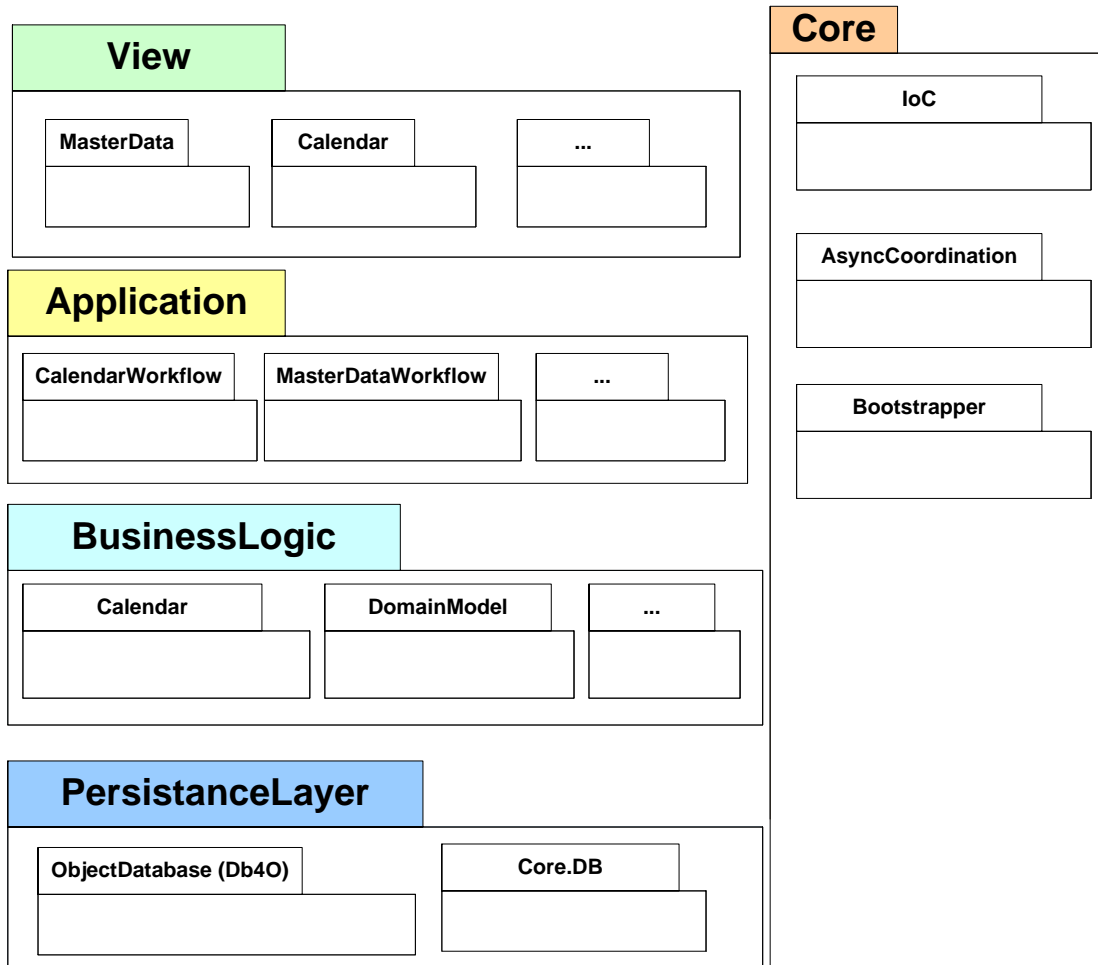 View
MasterData
Calendar
...
Application
CalendarWorkflow
MasterDataWorkflow
...
BusinessLogic
Calendar
DomainModel
...
PersistanceLayer
ObjectDatabase (Db4O)
Core.DB
Core
IoC
AsyncCoordination
Bootstrapper